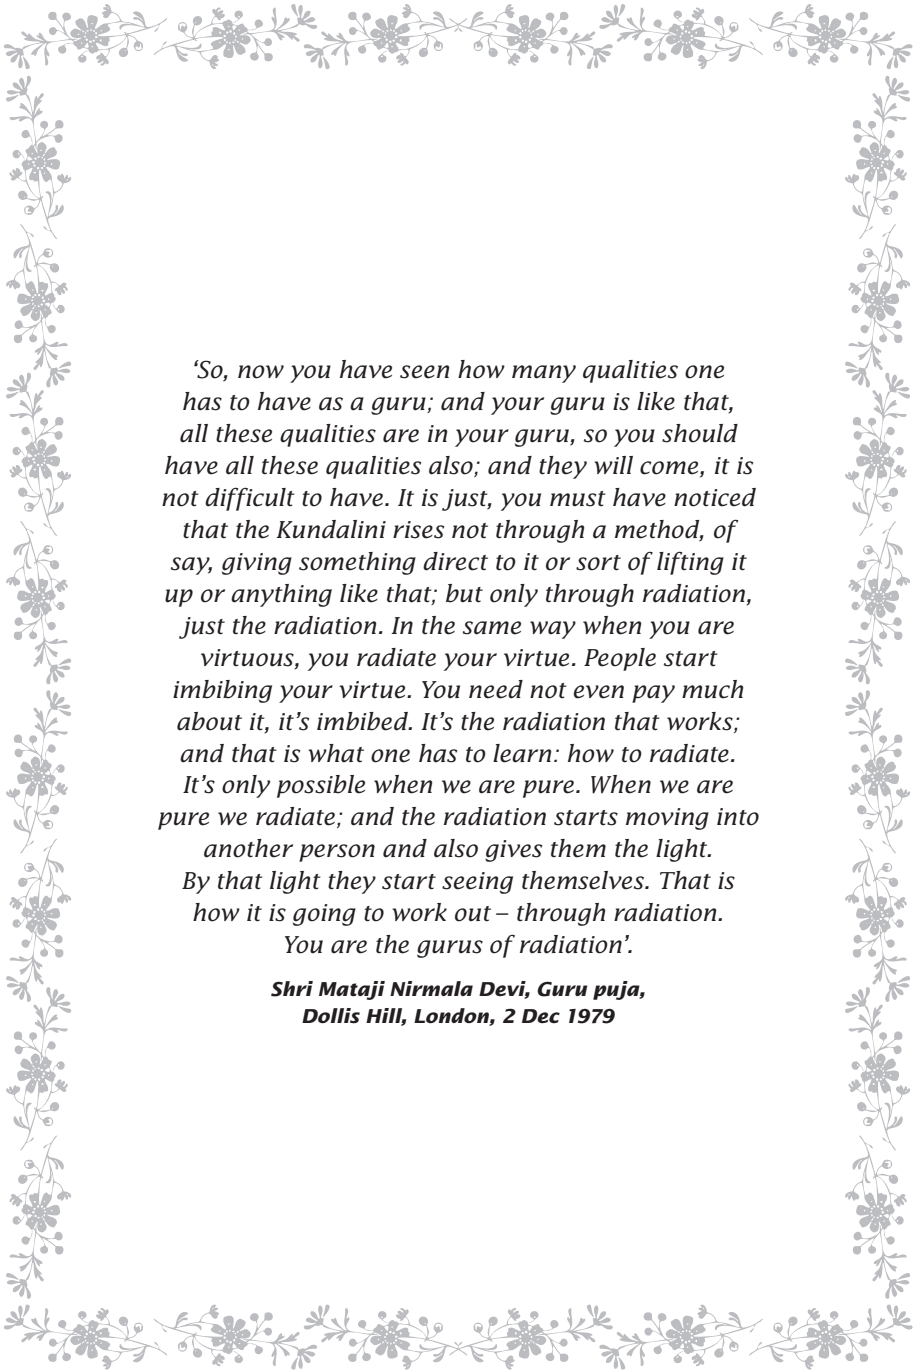 ‘So, now you have seen how many qualities one
has to have as a guru; and your guru is like that,
all these qualities are in your guru, so you should
have all these qualities also; and they will come, it is
not difficult to have. It is just, you must have noticed
that the Kundalini rises not through a method, of
say, giving something direct to it or sort of lifting it
up or anything like that; but only through radiation,
just the radiation. In the same way when you are
virtuous, you radiate your virtue. People start
imbibing your virtue. You need not even pay much
about it, it’s imbibed. It’s the radiation that works;
and that is what one has to learn: how to radiate.
It’s only possible when we are pure. When we are
pure we radiate; and the radiation starts moving into
another person and also gives them the light.
By that light they start seeing themselves. That is
how it is going to work out – through radiation.
You are the gurus of radiation’.
Shri Mataji Nirmala Devi, Guru puja,
Dollis Hill, London, 2 Dec 1979